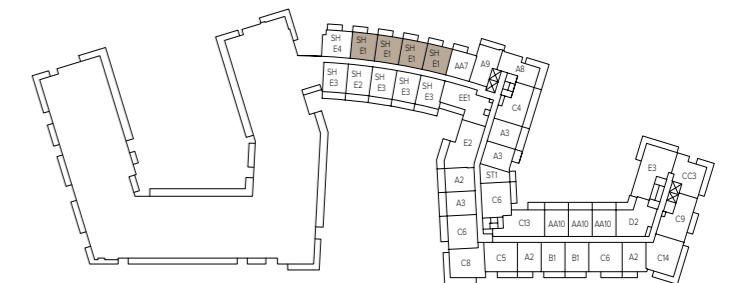 SH
E4
SH
E1
SH
E1
SH
E1
SH
E1
AA7
A9
A8
SH
E3
SH
E2
SH
E3
SH
E3
SH
E3
EE1
C4
A3
E2
A3
ST1
A2
C6
A3
C6
C8
E3
CC3
C13
AA10
AA10
AA10
D2
C9
C5
A2
B1
B1
C6
A2
C14